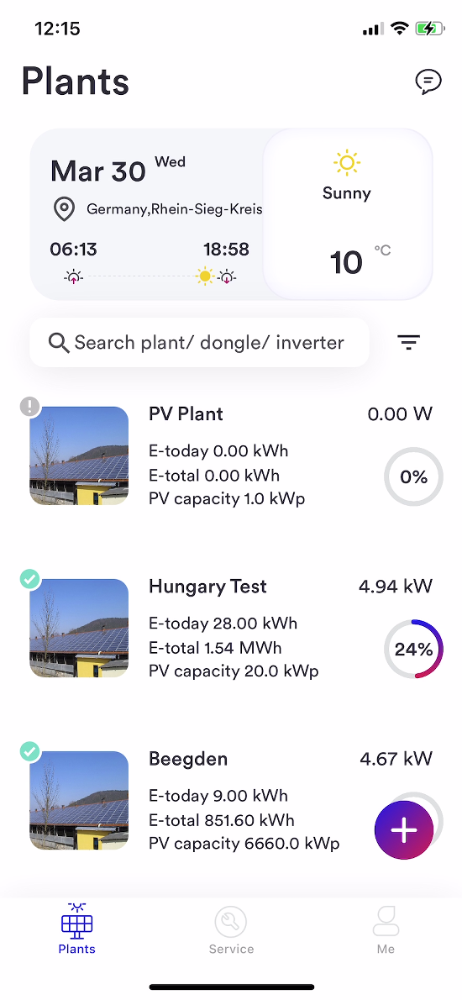 12:15
Plants
Mar 30 Wed
Germany,Rhein-Sieg-Kreis
06:13 18:58
Sunny
10 °C
Search plant/ dongle/ inverter
PV Plant 0.00 W
E-today 0.00 kWh
E-total 0.00 kWh
PV capacity 1.0 kWp
0%
Hungary Test 4.94 kW
E-today 28.00 kWh
E-total 1.54 MWh
PV capacity 20.0 kWp
24%
Beegden 4.67 kW
E-today 9.00 kWh
E-total 851.60 kWh
PV capacity 6660.0 kWp
Plants Service Me